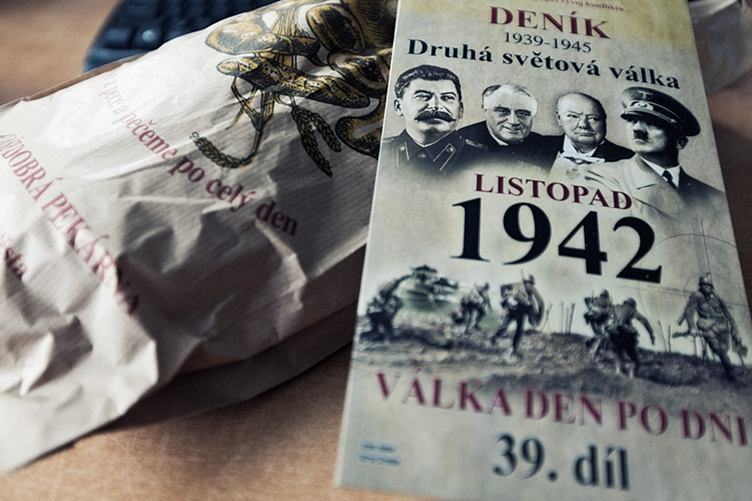 DENÍK
1939-1945
Druhá světová válka
LISTOPAD
1942
VÁLKA DEN PO DNI
39. díl
pečeme po celý den
DOBRÁ PEKÁRNA